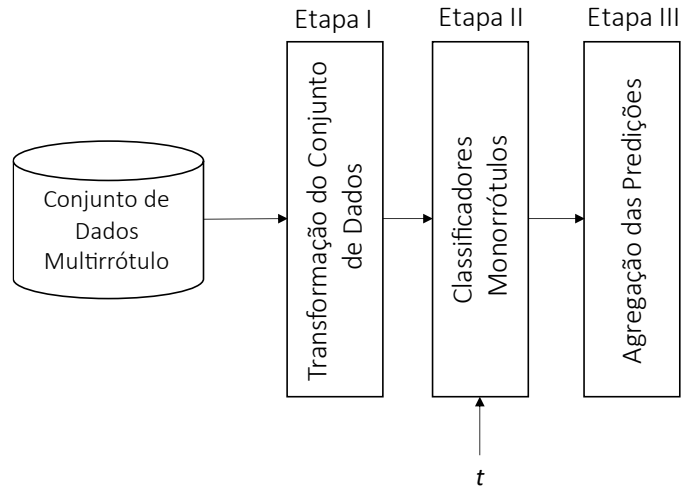 Etapa I
Etapa II
Etapa III
Conjunto de
Dados
Multirrótulo
Transformação do Conjunto
de Dados
Classificadores
Monorrótulos
Agregação das Predições
t